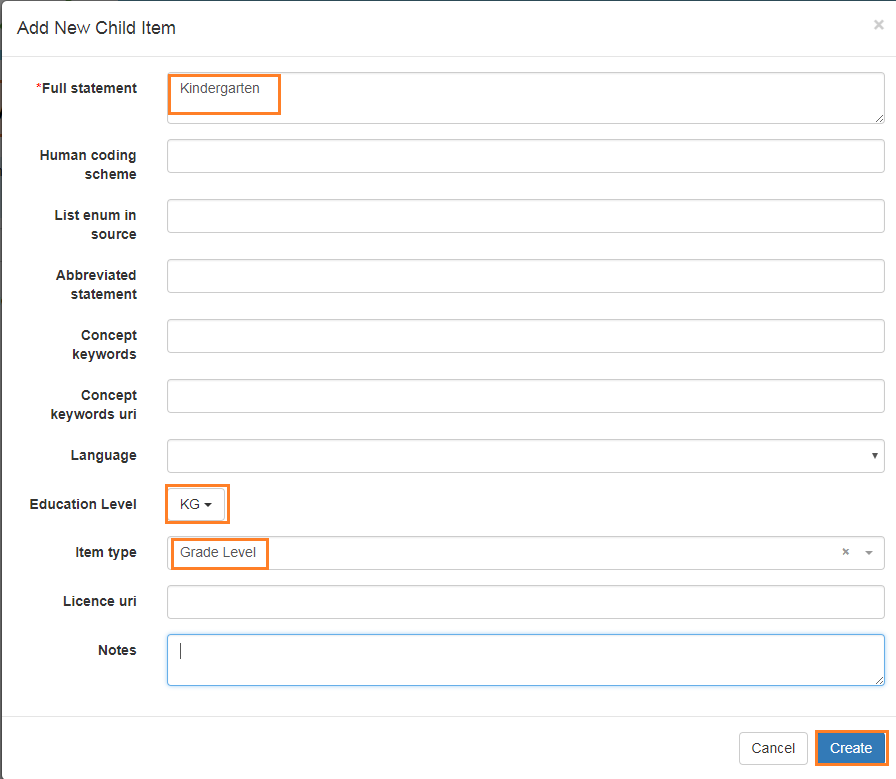 Add New Child Item
×
*Full statement
Kindergarten
Human coding
scheme
List enum in
source
Abbreviated
statement
Concept
keywords
Concept
keywords uri
Language
Education Level
KG
Item type
Grade Level
×
Licence uri
Notes
Cancel
Create